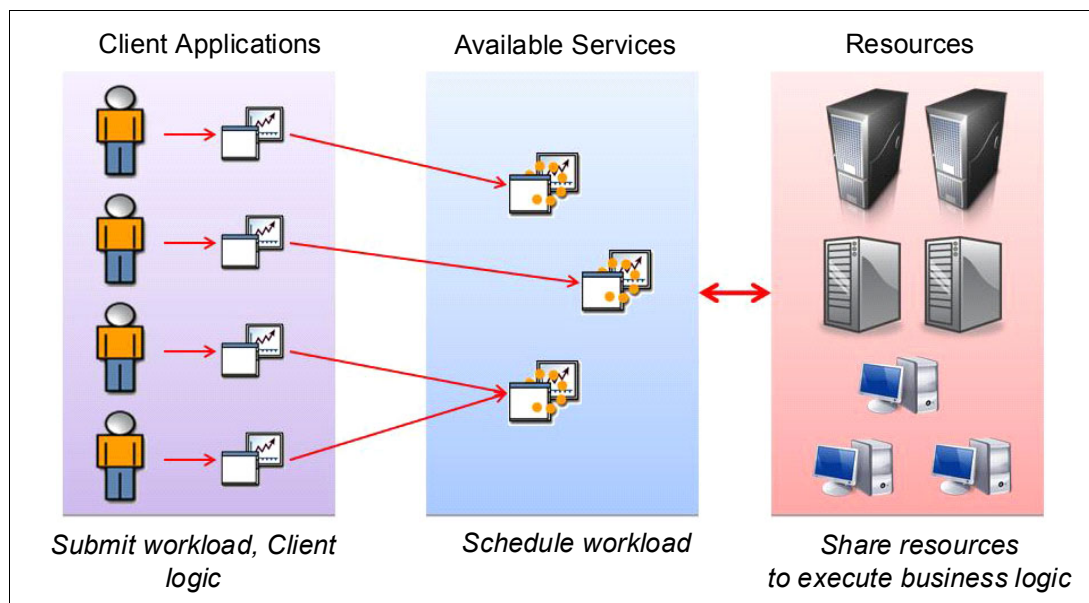 Client Applications
Available Services
Resources
Submit workload, Client
logic
Schedule workload
Share resources
to execute business logic